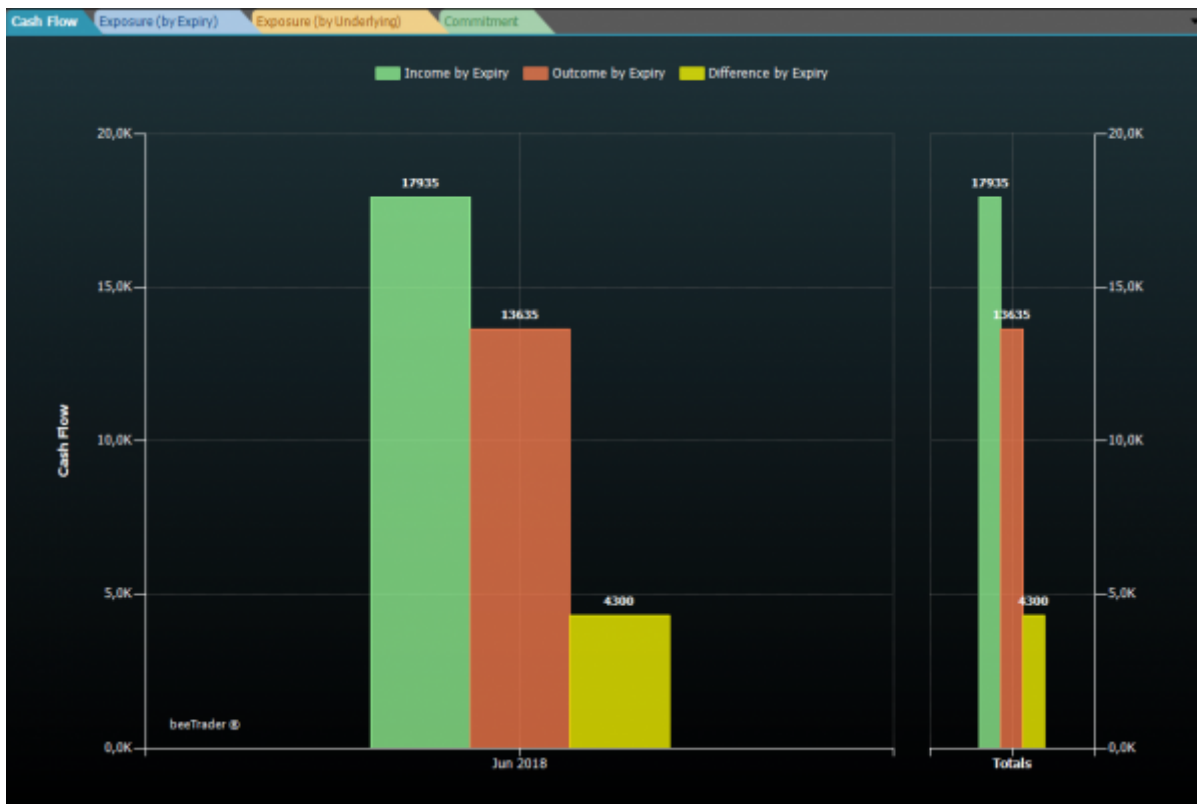 Cash Flow Exposure (by Expiry) Exposure (by Underlying) Commitment
Income by Expiry Outcome by Expiry Difference by Expiry
20,0K 20,0K
17935 17935
15,0K 15,0K
13635 13635
Cash Flow
10,0K 10,0K
5,0K 5,0K
4300 4300
beeTrader ®
0,0K 0,0K
Jun 2018 Totals